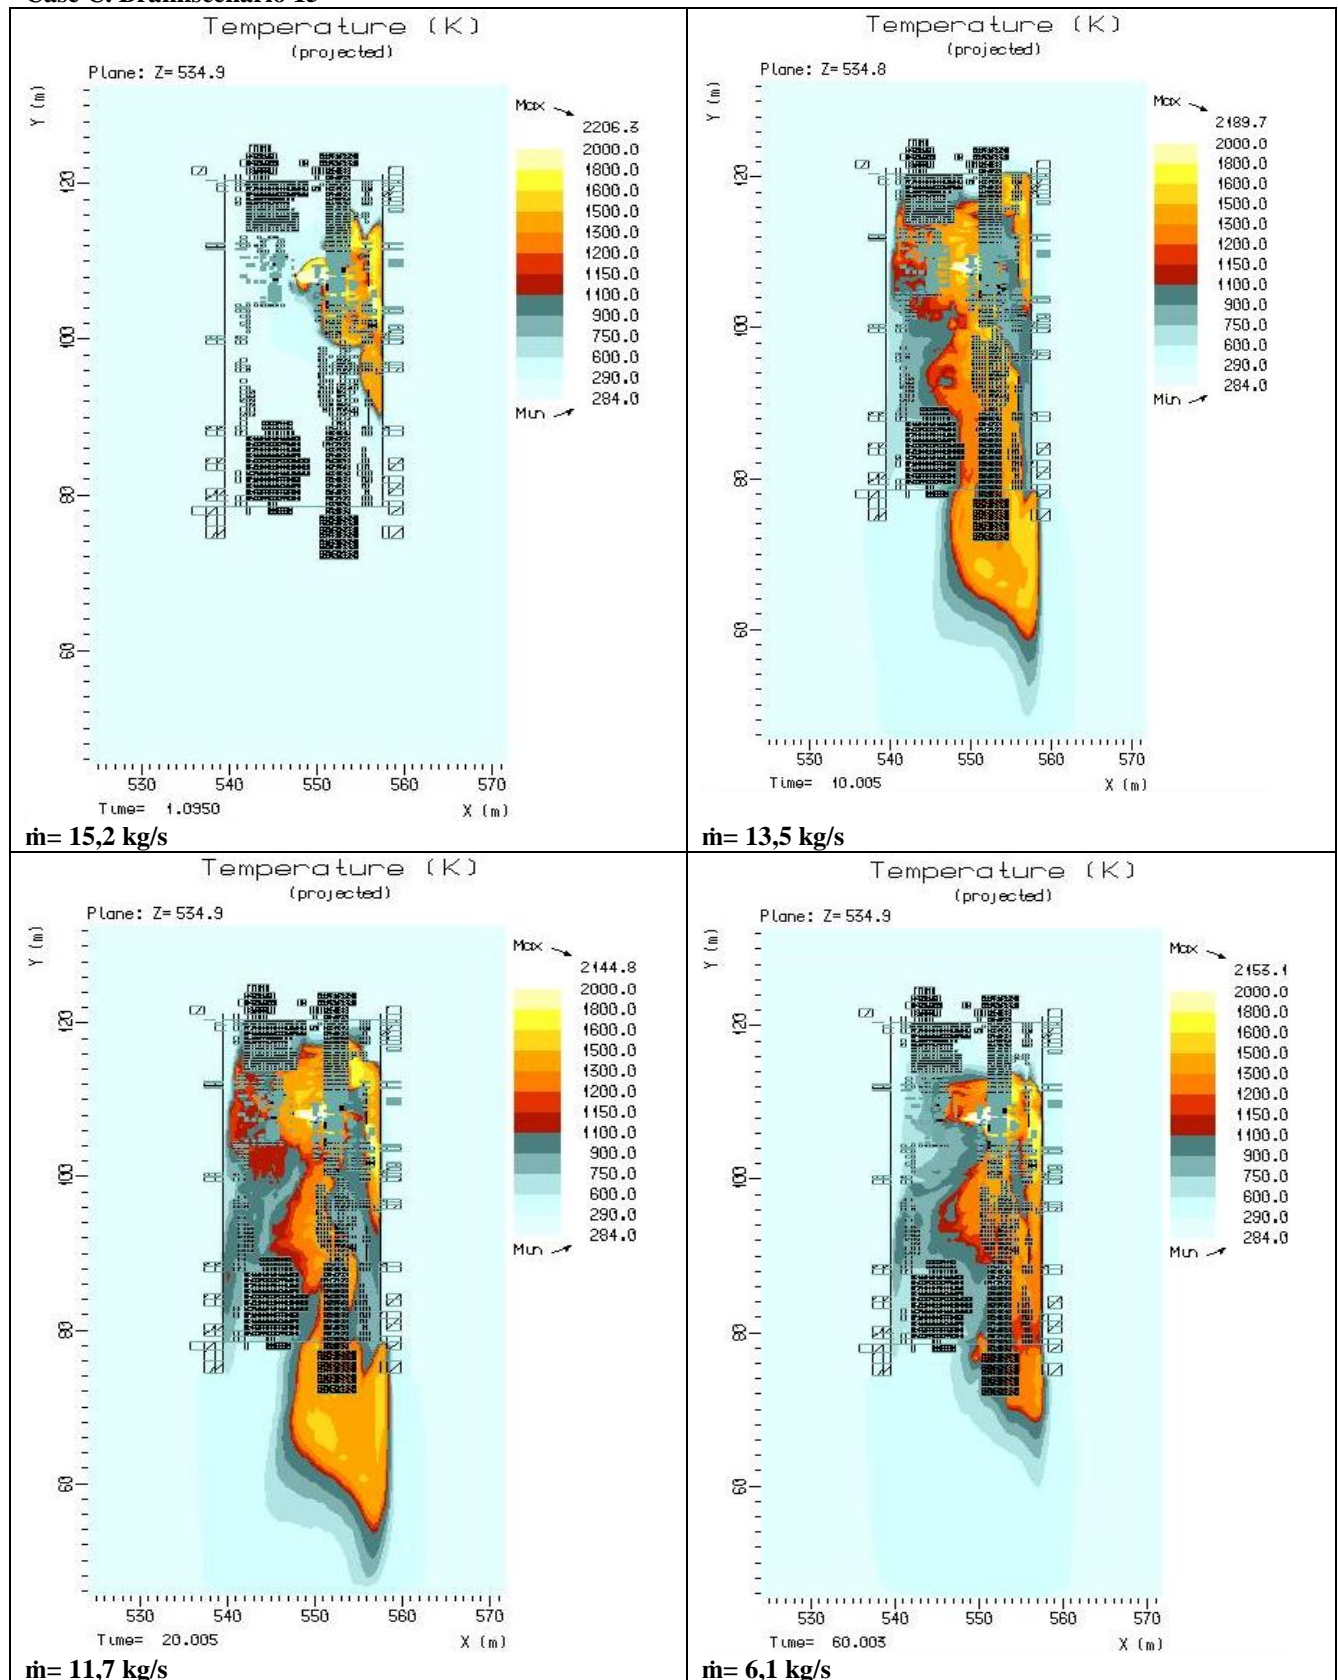 Case C: Brannscenario
Temperature (K)
(projected)
Plane: Z= 534.9
Y (m)
120
100
80
60
Max
2206.3
2000.0
1800.0
1600.0
1500.0
1300.0
1200.0
1150.0
1100.0
900.0
750.0
600.0
290.0
284.0
Min
530 540 550 560 570
Time= 1.0950 X (m)
ṁ= 15,2 kg/s
Temperature (K)
(projected)
Plane: Z= 534.8
Y (m)
120
100
80
60
Max
2189.7
2000.0
1800.0
1600.0
1500.0
1300.0
1200.0
1150.0
1100.0
900.0
750.0
600.0
290.0
284.0
Min
530 540 550 560 570
Time= 10.005 X (m)
ṁ= 13,5 kg/s
Temperature (K)
(projected)
Plane: Z= 534.9
Y (m)
120
100
80
60
Max
2144.8
2000.0
1800.0
1600.0
1500.0
1300.0
1200.0
1150.0
1100.0
900.0
750.0
600.0
290.0
284.0
Min
530 540 550 560 570
Time= 20.005 X (m)
ṁ= 11,7 kg/s
Temperature (K)
(projected)
Plane: Z= 534.9
Y (m)
120
100
80
60
Max
2153.1
2000.0
1800.0
1600.0
1500.0
1300.0
1200.0
1150.0
1100.0
900.0
750.0
600.0
290.0
284.0
Min
530 540 550 560 570
Time= 60.003 X (m)
ṁ= 6,1 kg/s